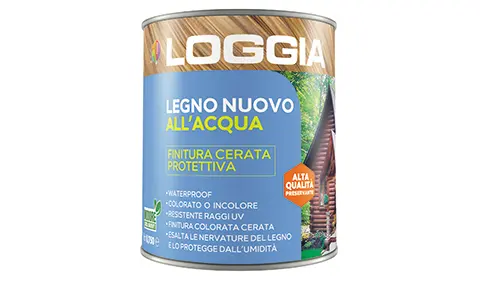 LOGGIA
LEGNO NUOVO
ALL'ACQUA
FINITURA CERATA
PROTETTIVA
ALTA
QUALITÀ
PRESERVANTE
• WATERPROOF
• COLORATO O INCOLORE
• RESISTENTE RAGGI UV
• FINITURA COLORATA CERATA
• ESALTA LE NERVATURE DEL LEGNO
E LO PROTEGGE DALL'UMIDITÀ